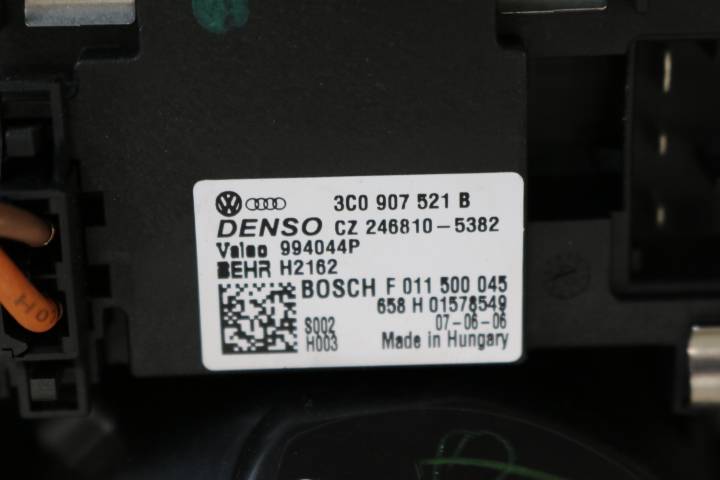 3C0 907 521 B
DENSO CZ 246810-5382
Valeo 994044P
BEHR H2162
BOSCH F 011 500 045
658 H 01578549
S002 07-06-06
H003 Made in Hungary
HO